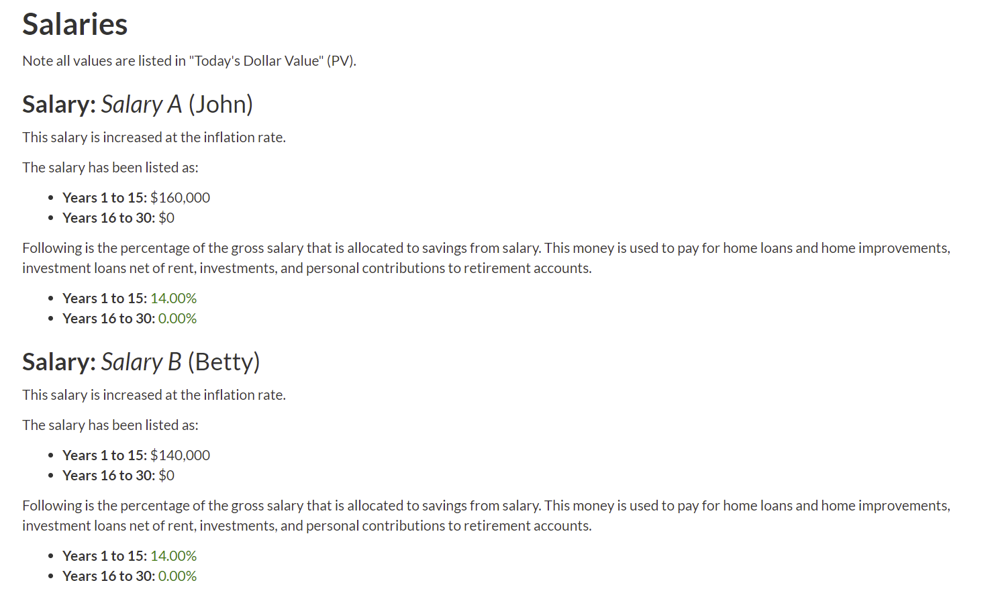 Salaries
Note all values are listed in "Today's Dollar Value" (PV).
Salary: Salary A (John)
This salary is increased at the inflation rate.
The salary has been listed as:
• Years 1 to 15: $160,000
• Years 16 to 30: $0
Following is the percentage of the gross salary that is allocated to savings from salary. This money is used to pay for home loans and home improvements,
investment loans net of rent, investments, and personal contributions to retirement accounts.
• Years 1 to 15: 14.00%
• Years 16 to 30: 0.00%
Salary: Salary B (Betty)
This salary is increased at the inflation rate.
The salary has been listed as:
• Years 1 to 15: $140,000
• Years 16 to 30: $0
Following is the percentage of the gross salary that is allocated to savings from salary. This money is used to pay for home loans and home improvements,
investment loans net of rent, investments, and personal contributions to retirement accounts.
• Years 1 to 15: 14.00%
• Years 16 to 30: 0.00%